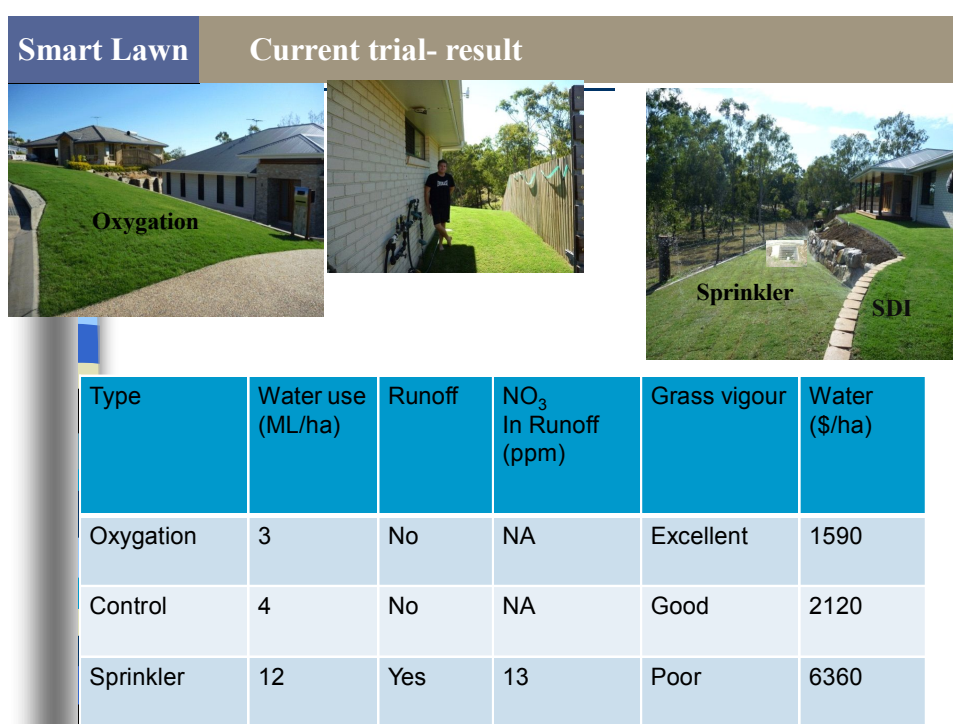 Smart Lawn Current trial- result
Oxygation
Sprinkler
SDI
Type Water use (ML/ha) Runoff NO₃ In Runoff (ppm) Grass vigour Water ($/ha)
Oxygation 3 No NA Excellent 1590
Control 4 No NA Good 2120
Sprinkler 12 Yes 13 Poor 6360